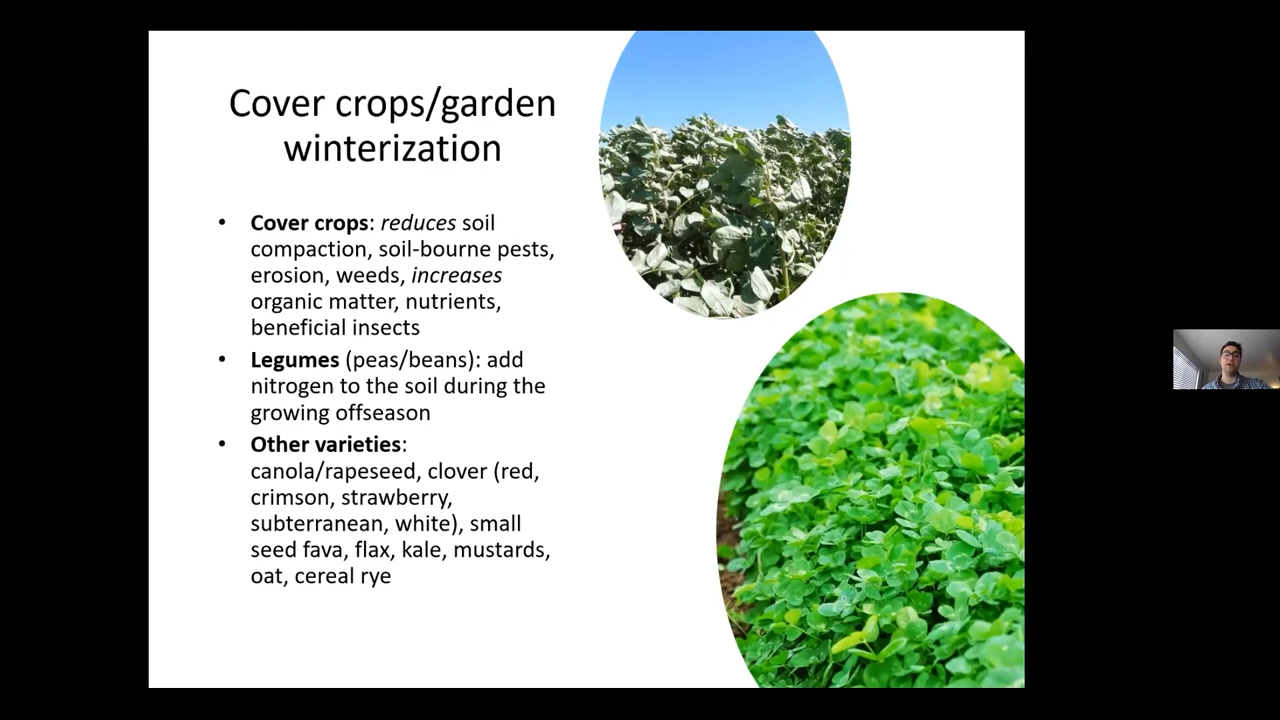 Cover crops/garden
winterization
• Cover crops: reduces soil
compaction, soil-bourne pests,
erosion, weeds, increases
organic matter, nutrients,
beneficial insects
• Legumes (peas/beans): add
nitrogen to the soil during the
growing offseason
• Other varieties:
canola/rapeseed, clover (red,
crimson, strawberry,
subterranean, white), small
seed fava, flax, kale, mustards,
oat, cereal rye